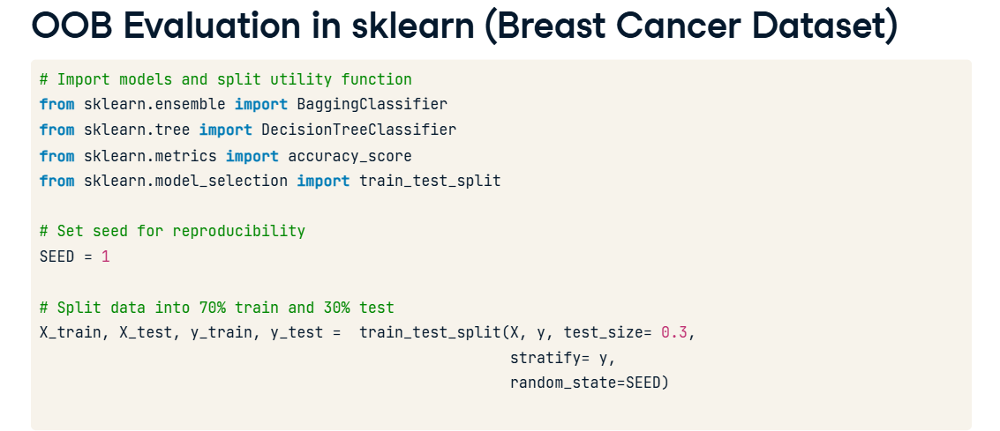 OOB Evaluation in sklearn (Breast Cancer Dataset)
# Import models and split utility function
from sklearn.ensemble import BaggingClassifier
from sklearn.tree import DecisionTreeClassifier
from sklearn.metrics import accuracy_score
from sklearn.model_selection import train_test_split
# Set seed for reproducibility
SEED = 1
# Split data into 70% train and 30% test
X_train, X_test, y_train, y_test =  train_test_split(X, y, test_size= 0.3,
stratify= y,
random_state=SEED)